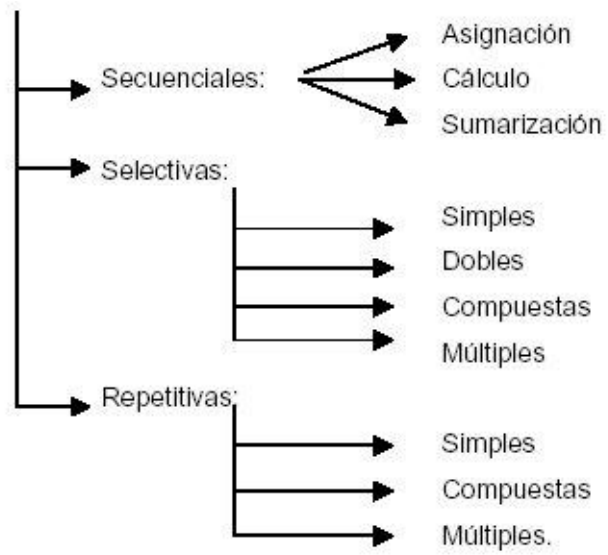 Secuenciales:
Asignación
Cálculo
Sumarización
Selectivas:
Simples
Dobles
Compuestas
Múltiples
Repetitivas:
Simples
Compuestas
Múltiples.